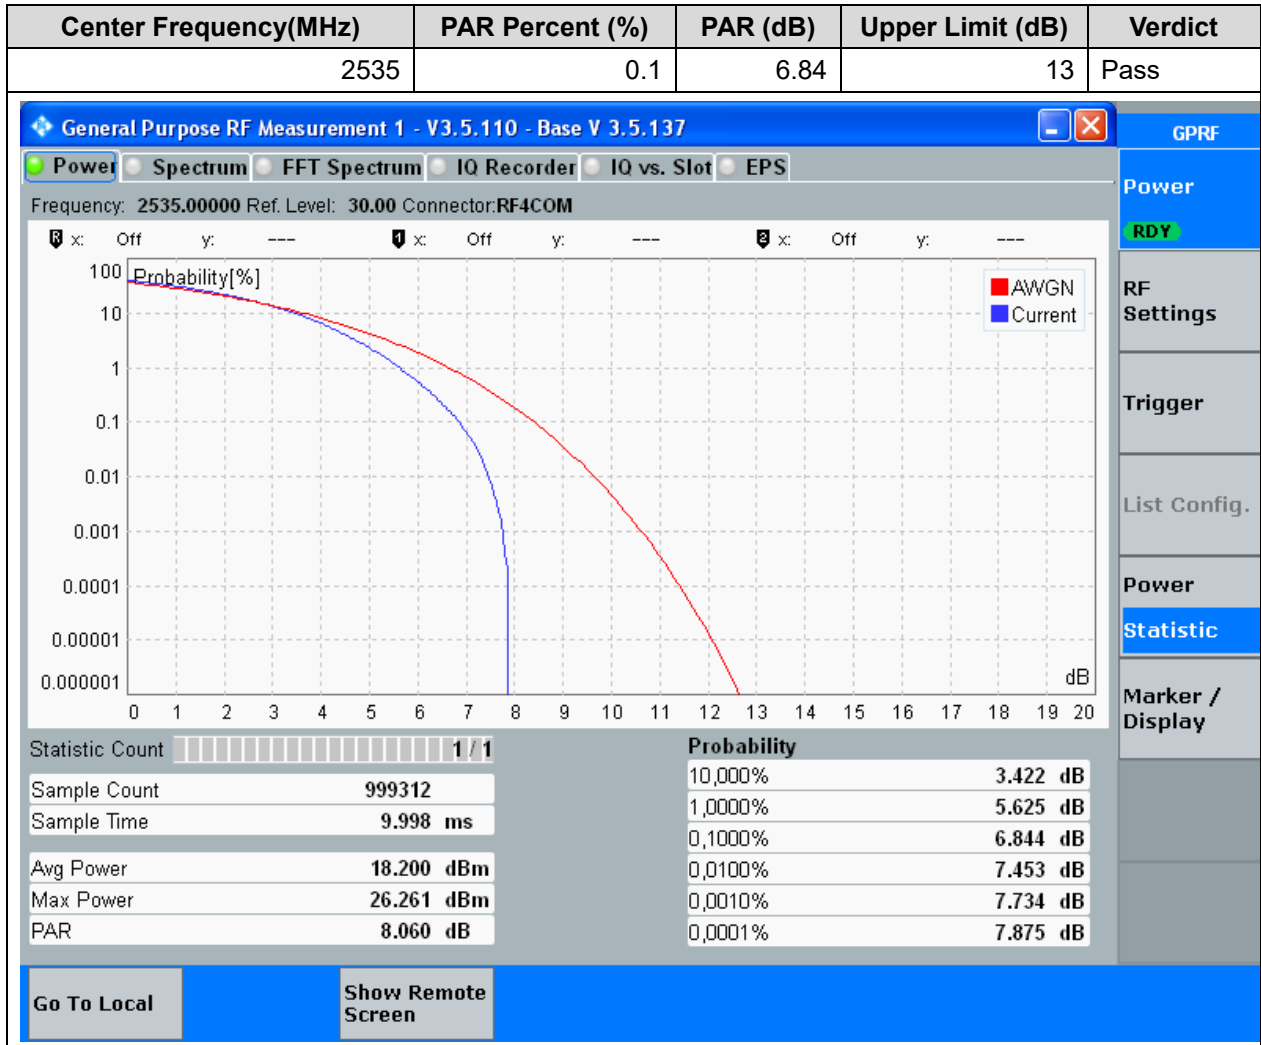 Center Frequency(MHz) PAR Percent (%) PAR (dB) Upper Limit (dB) Verdict
2535 0.1 6.84 13 Pass
General Purpose RF Measurement 1 - V3.5.110 - Base V 3.5.137
GPRF
Power Spectrum FFT Spectrum IQ Recorder IQ vs. Slot EPS
Frequency: 2535.00000 Ref. Level: 30.00 Connector:RF4COM
R x: Off y: --- 1 x: Off y: --- 2 x: Off y: ---
Probability[%]
AWGN
Current
100
10
1
0.1
0.01
0.001
0.0001
0.00001
0.000001
dB
0 1 2 3 4 5 6 7 8 9 10 11 12 13 14 15 16 17 18 19 20
Power
RDY
RF
Settings
Trigger
List Config.
Power
Statistic
Marker /
Display
Statistic Count 1 / 1
Sample Count 999312
Sample Time 9.998 ms
Avg Power 18.200 dBm
Max Power 26.261 dBm
PAR 8.060 dB
Probability
10,000% 3.422 dB
1,0000% 5.625 dB
0,1000% 6.844 dB
0,0100% 7.453 dB
0,0010% 7.734 dB
0,0001% 7.875 dB
Go To Local
Show Remote
Screen